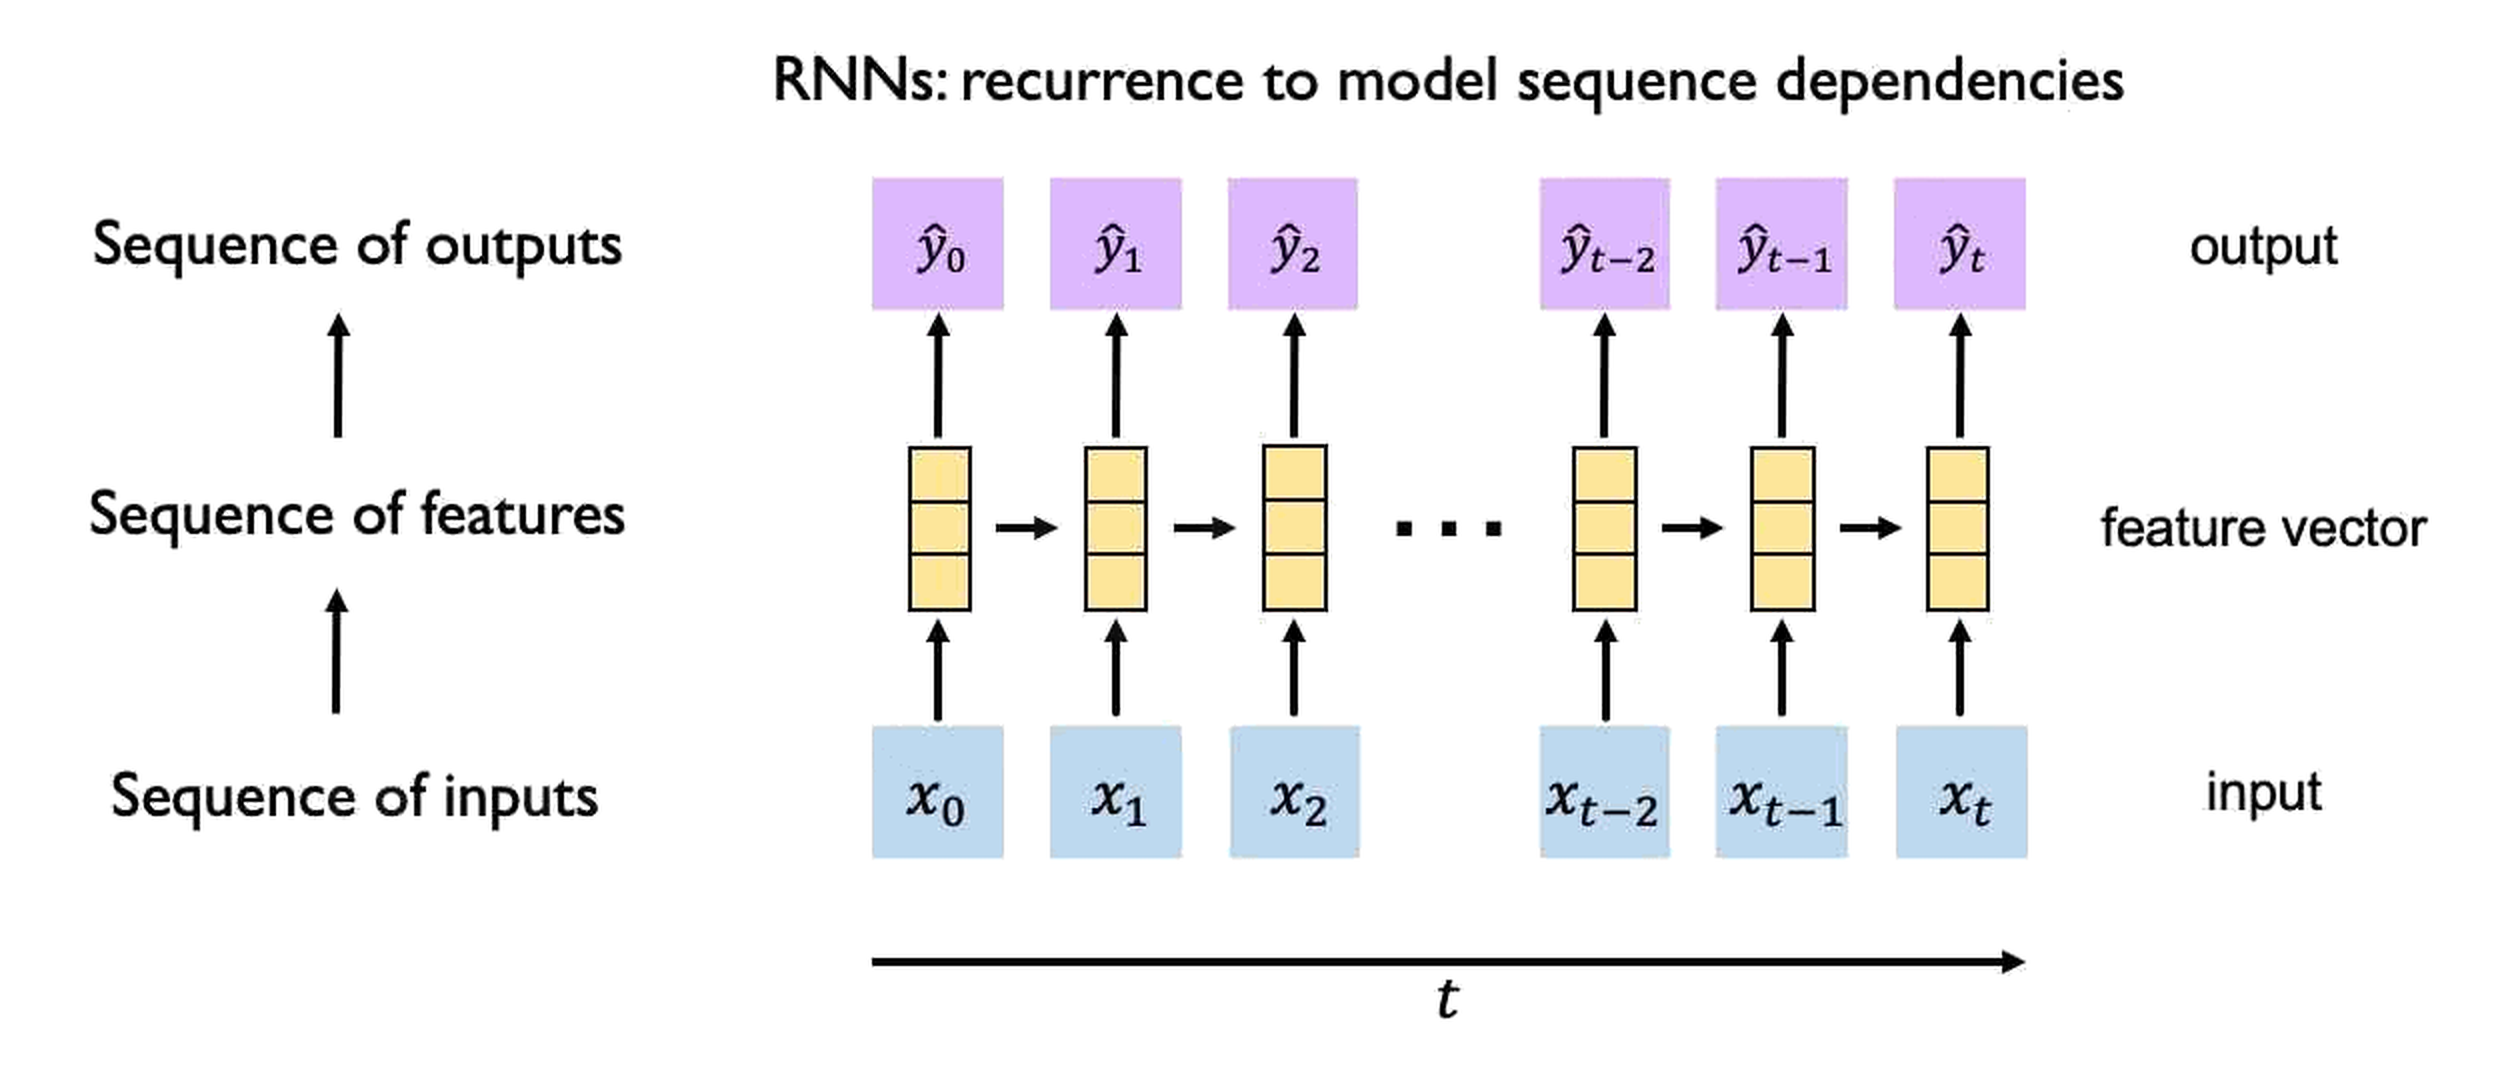 RNNs: recurrence to model sequence dependencies
Sequence of outputs
ŷ₀ ŷ₁ ŷ₂ ŷₜ₋₂ ŷₜ₋₁ ŷₜ
output
Sequence of features
...
feature vector
Sequence of inputs
x₀ x₁ x₂ xₜ₋₂ xₜ₋₁ xₜ
input
t